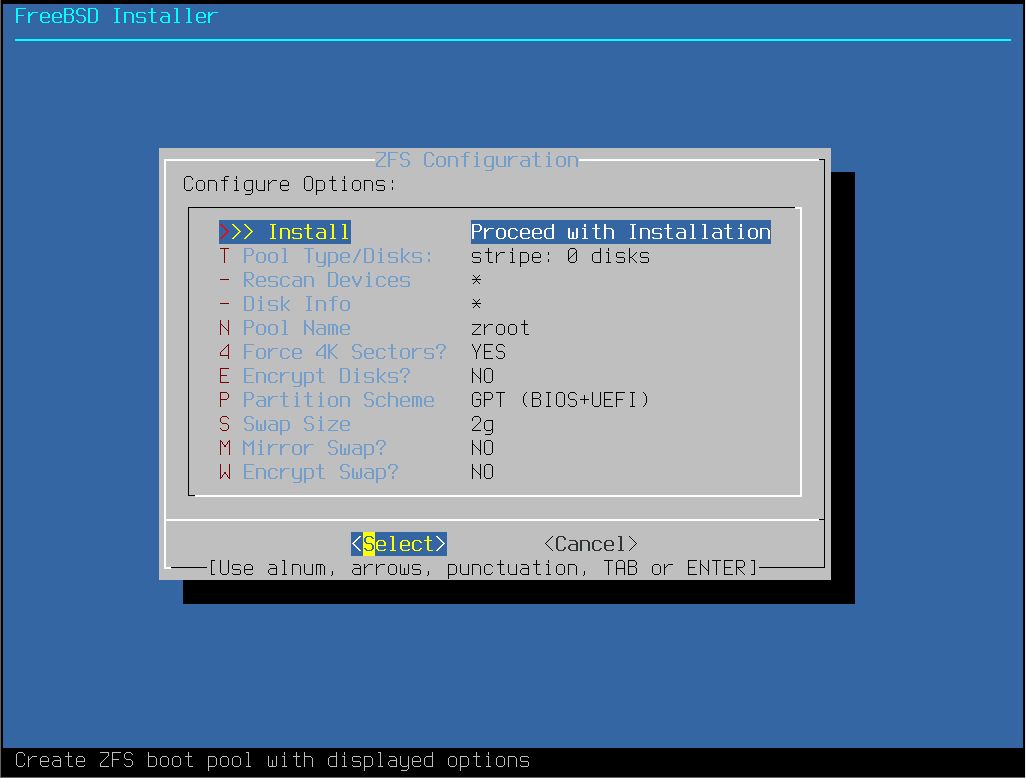 FreeBSD Installer
ZFS Configuration
Configure Options:
>>> Install Proceed with Installation
T Pool Type/Disks: stripe: 0 disks
- Rescan Devices *
- Disk Info *
N Pool Name zroot
4 Force 4K Sectors? YES
E Encrypt Disks? NO
P Partition Scheme GPT (BIOS+UEFI)
S Swap Size 2g
M Mirror Swap? NO
W Encrypt Swap? NO
<Select> <Cancel>
[Use alnum, arrows, punctuation, TAB or ENTER]
Create ZFS boot pool with displayed options